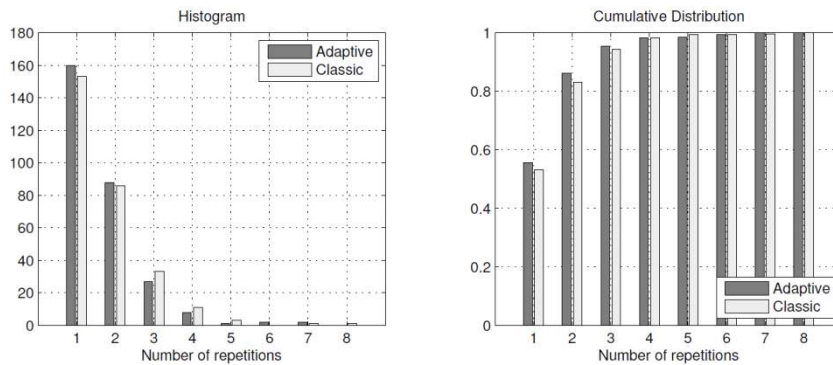 Histogram
180
160
140
120
100
80
60
40
20
0
Adaptive
Classic
1 2 3 4 5 6 7 8
Number of repetitions
Cumulative Distribution
1
0.8
0.6
0.4
0.2
0
Adaptive
Classic
1 2 3 4 5 6 7 8
Number of repetitions